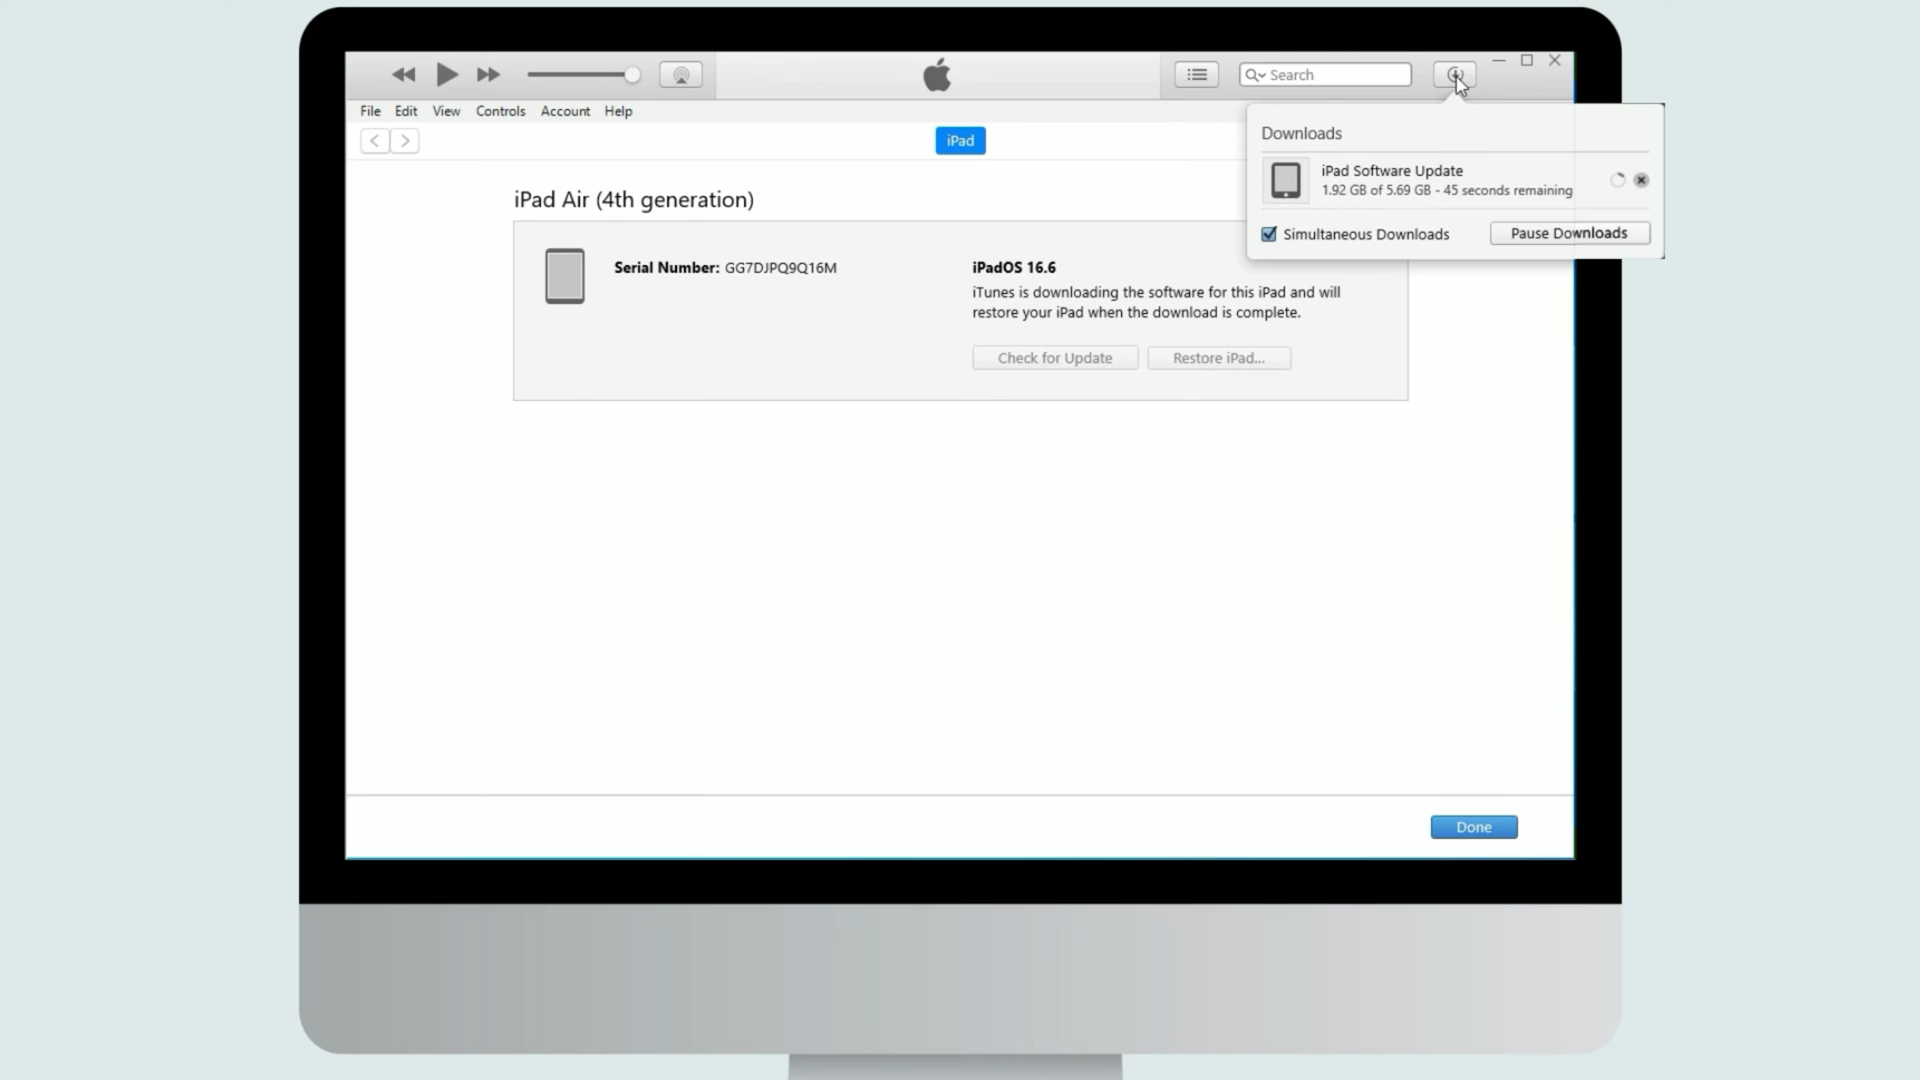 Search
File Edit View Controls Account Help
iPad
Downloads
iPad Software Update
1.92 GB of 5.69 GB - 45 seconds remaining
Simultaneous Downloads
Pause Downloads
iPad Air (4th generation)
Serial Number: GG7DJPQ9Q16M
iPadOS 16.6
iTunes is downloading the software for this iPad and will
restore your iPad when the download is complete.
Check for Update
Restore iPad...
Done